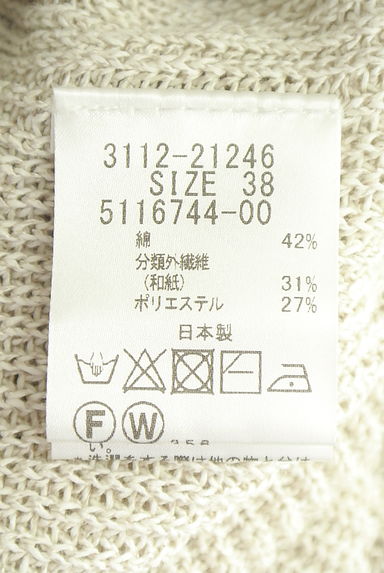 3112-21246
SIZE 38
5116744-00
綿 42%
分類外繊維
(和紙) 31%
ポリエステル 27%
日本製
F W
い。